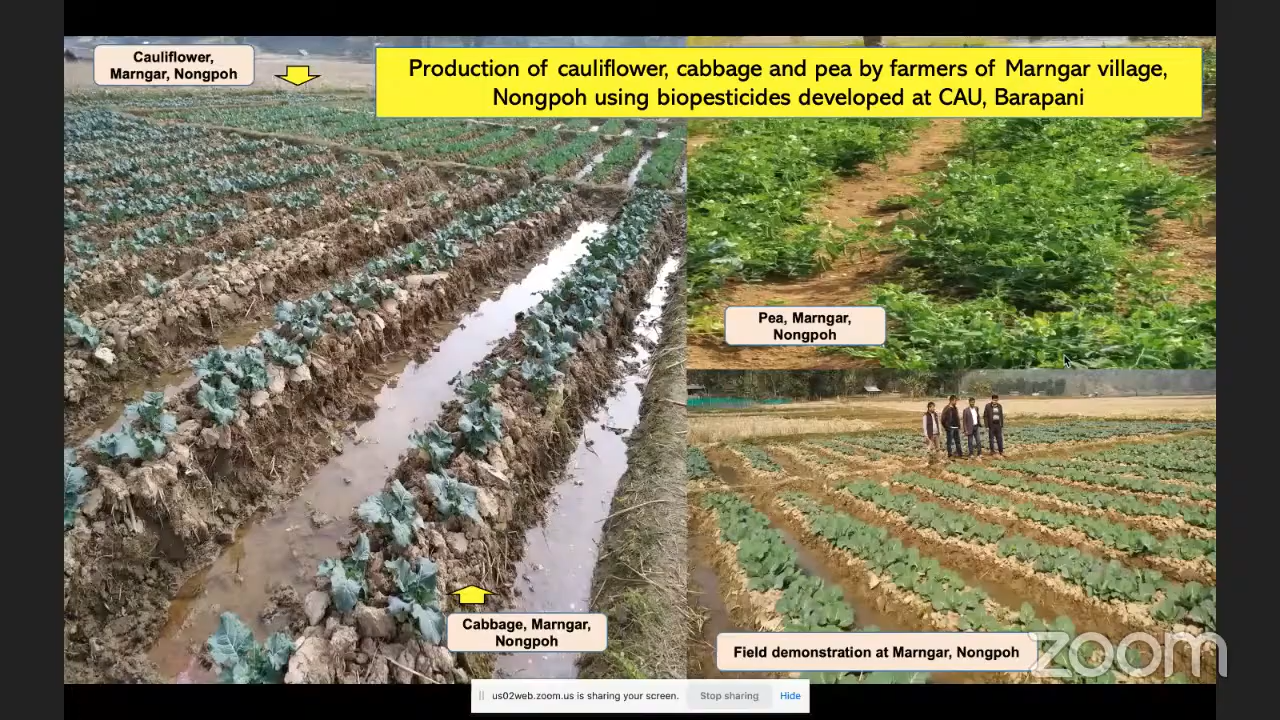 Cauliflower,
Marngar, Nongpoh
Production of cauliflower, cabbage and pea by farmers of Marngar village,
Nongpoh using biopesticides developed at CAU, Barapani
Pea, Marngar,
Nongpoh
Cabbage, Marngar,
Nongpoh
Field demonstration at Marngar, Nongpoh
zoom
us02web.zoom.us is sharing your screen.
Stop sharing
Hide